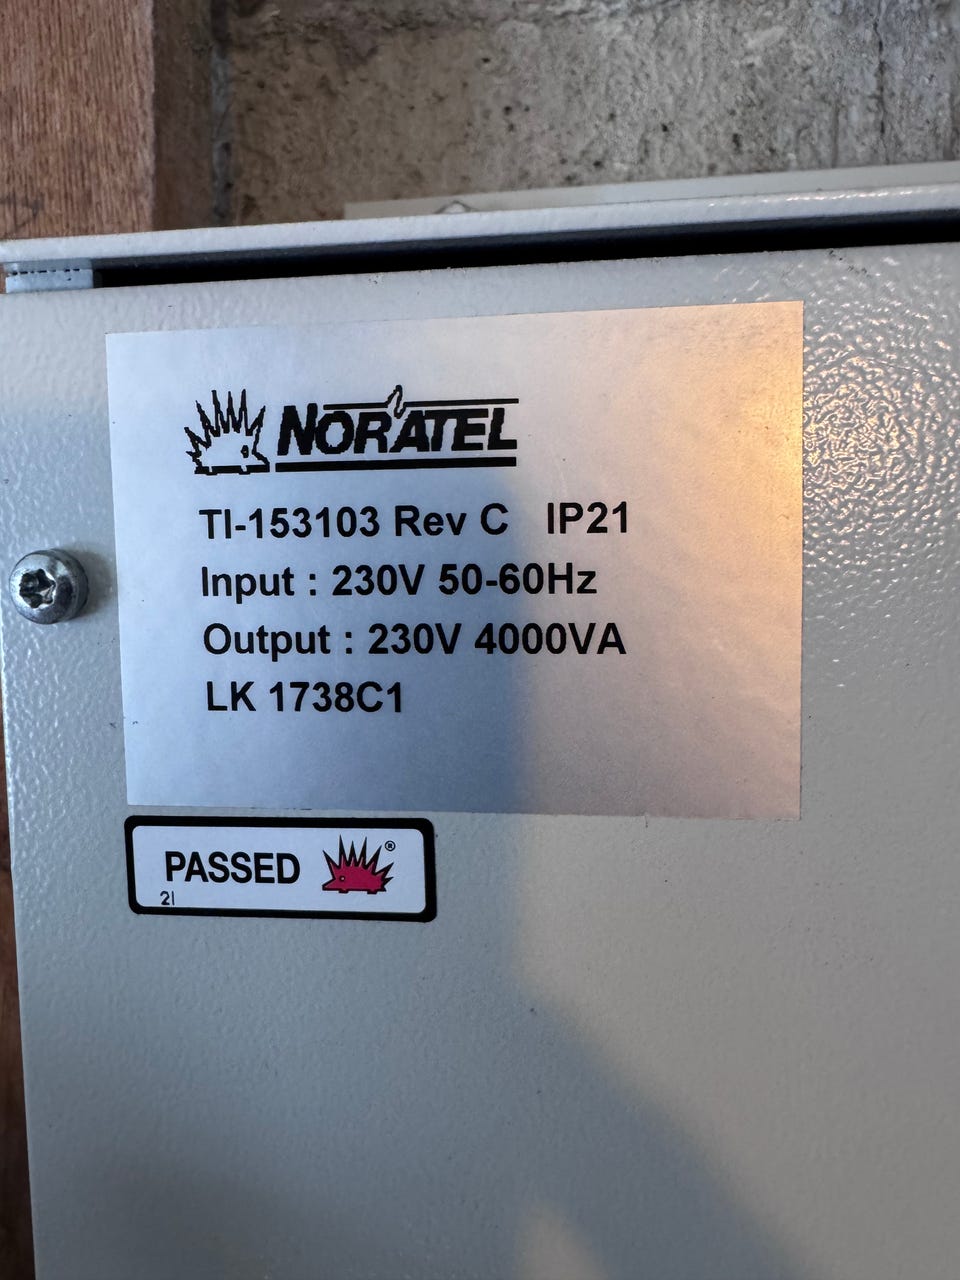 NORATEL
TI-153103 Rev C IP21
Input : 230V 50-60Hz
Output : 230V 4000VA
LK 1738C1
PASSED ®
21